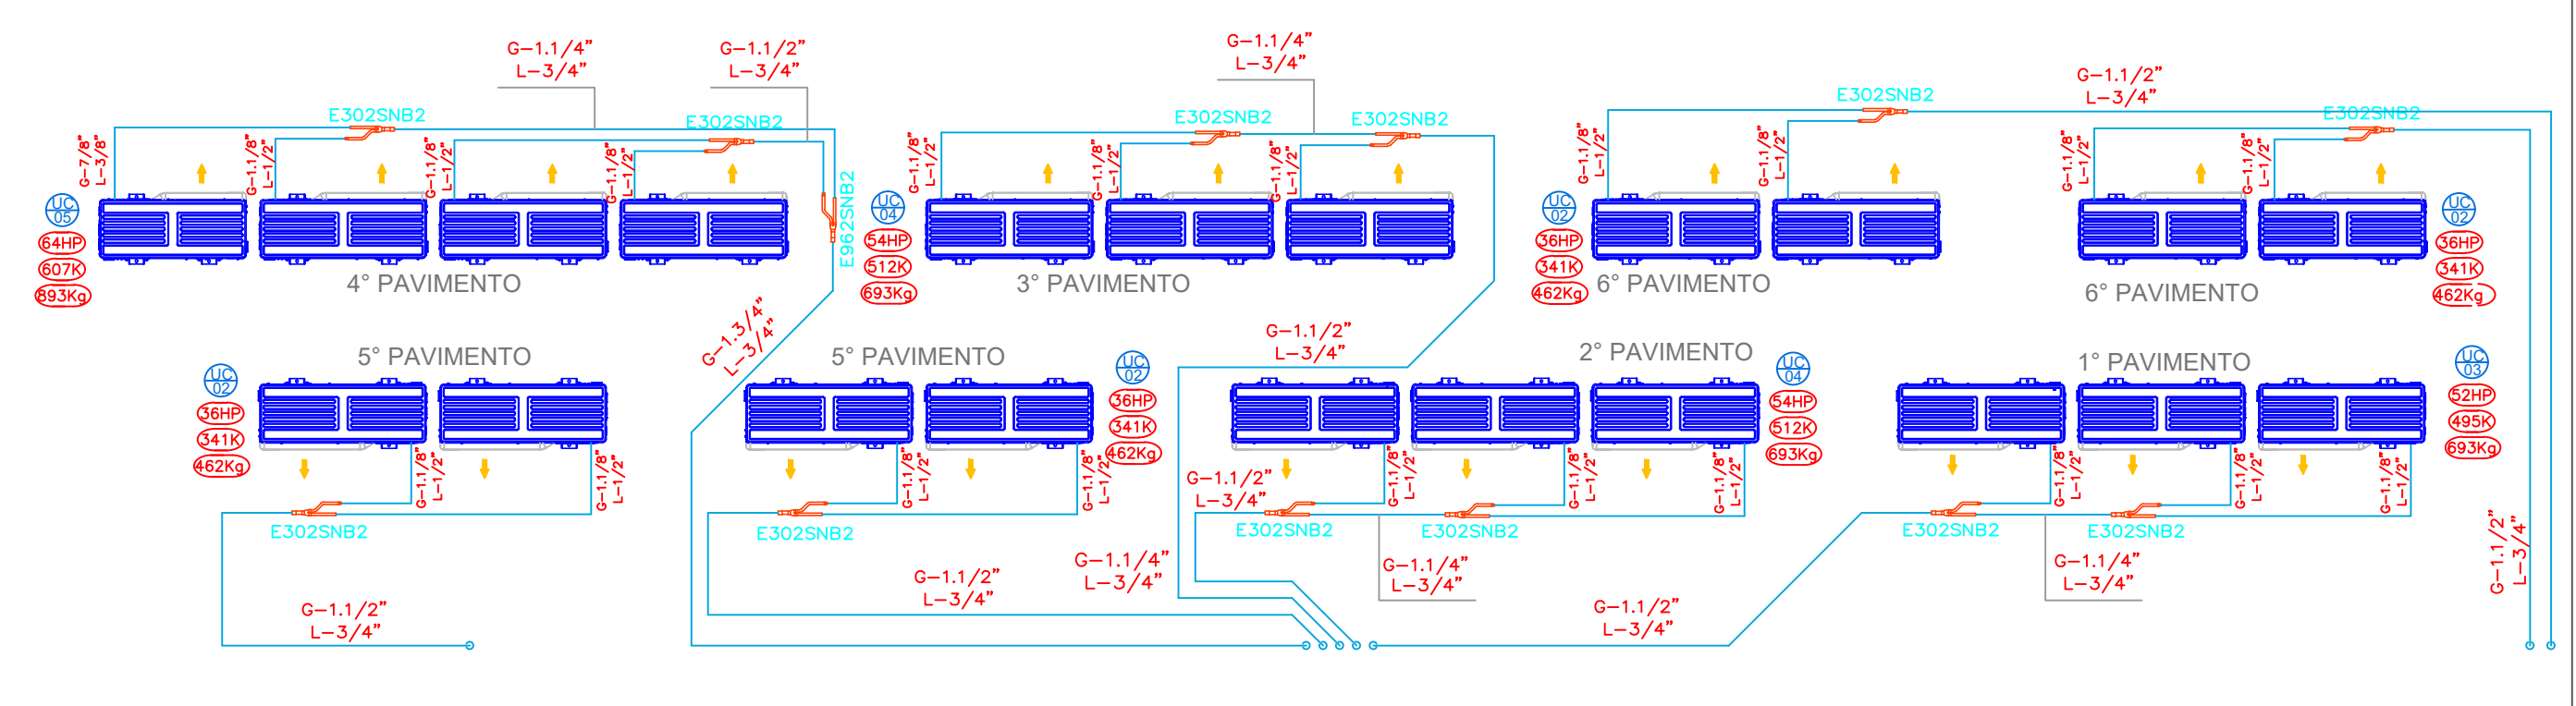 G-1.1/4"
L-3/4"
G-1.1/2"
L-3/4"
E302SNB2
E302SNB2
G-7/8"
L-3/8"
G-1.1/8"
L-1/2"
G-1.1/8"
L-1/2"
G-1.1/8"
L-1/2"
E962SNB2
UC
05
64HP
607K
893Kg
4° PAVIMENTO
G-1.3/4"
L-3/4"
G-1.1/4"
L-3/4"
E302SNB2
E302SNB2
G-1.1/8"
L-1/2"
G-1.1/8"
L-1/2"
G-1.1/8"
L-1/2"
UC
04
54HP
512K
693Kg
3° PAVIMENTO
G-1.1/2"
L-3/4"
G-1.1/2"
L-3/4"
E302SNB2
E302SNB2
G-1.1/8"
L-1/2"
G-1.1/8"
L-1/2"
G-1.1/8"
L-1/2"
G-1.1/8"
L-1/2"
UC
02
36HP
341K
462Kg
6° PAVIMENTO
6° PAVIMENTO
UC
02
36HP
341K
462Kg
5° PAVIMENTO
UC
02
36HP
341K
462Kg
G-1.1/8"
L-1/2"
G-1.1/8"
L-1/2"
E302SNB2
G-1.1/2"
L-3/4"
5° PAVIMENTO
UC
02
36HP
341K
462Kg
G-1.1/8"
L-1/2"
G-1.1/8"
L-1/2"
E302SNB2
G-1.1/2"
L-3/4"
G-1.1/4"
L-3/4"
2° PAVIMENTO
UC
04
54HP
512K
693Kg
G-1.1/2"
L-3/4"
G-1.1/8"
L-1/2"
G-1.1/8"
L-1/2"
G-1.1/8"
L-1/2"
E302SNB2
E302SNB2
G-1.1/4"
L-3/4"
G-1.1/2"
L-3/4"
1° PAVIMENTO
UC
03
52HP
495K
693Kg
G-1.1/8"
L-1/2"
G-1.1/8"
L-1/2"
G-1.1/8"
L-1/2"
E302SNB2
E302SNB2
G-1.1/4"
L-3/4"
G-1.1/2"
L-3/4"